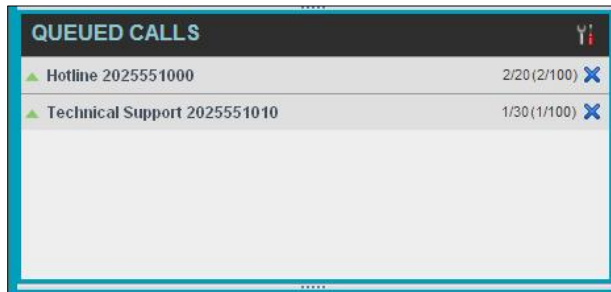 QUEUED CALLS
Hotline 2025551000 2/20(2/100)
Technical Support 2025551010 1/30(1/100)